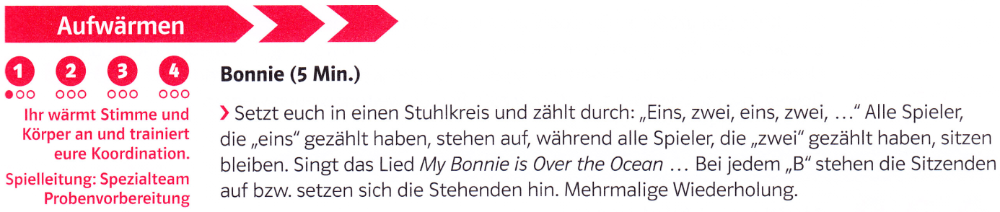 Aufwärmen
1 2 3 4
Ihr wärmt Stimme und
Körper an und trainiert
eure Koordination.
Spielleitung: Spezialteam
Probenvorbereitung
Bonnie (5 Min.)
Setzt euch in einen Stuhlkreis und zählt durch: „Eins, zwei, eins, zwei, …“ Alle Spieler,
die „eins“ gezählt haben, stehen auf, während alle Spieler, die „zwei“ gezählt haben, sitzen
bleiben. Singt das Lied My Bonnie is Over the Ocean … Bei jedem „B“ stehen die Sitzenden
auf bzw. setzen sich die Stehenden hin. Mehrmalige Wiederholung.